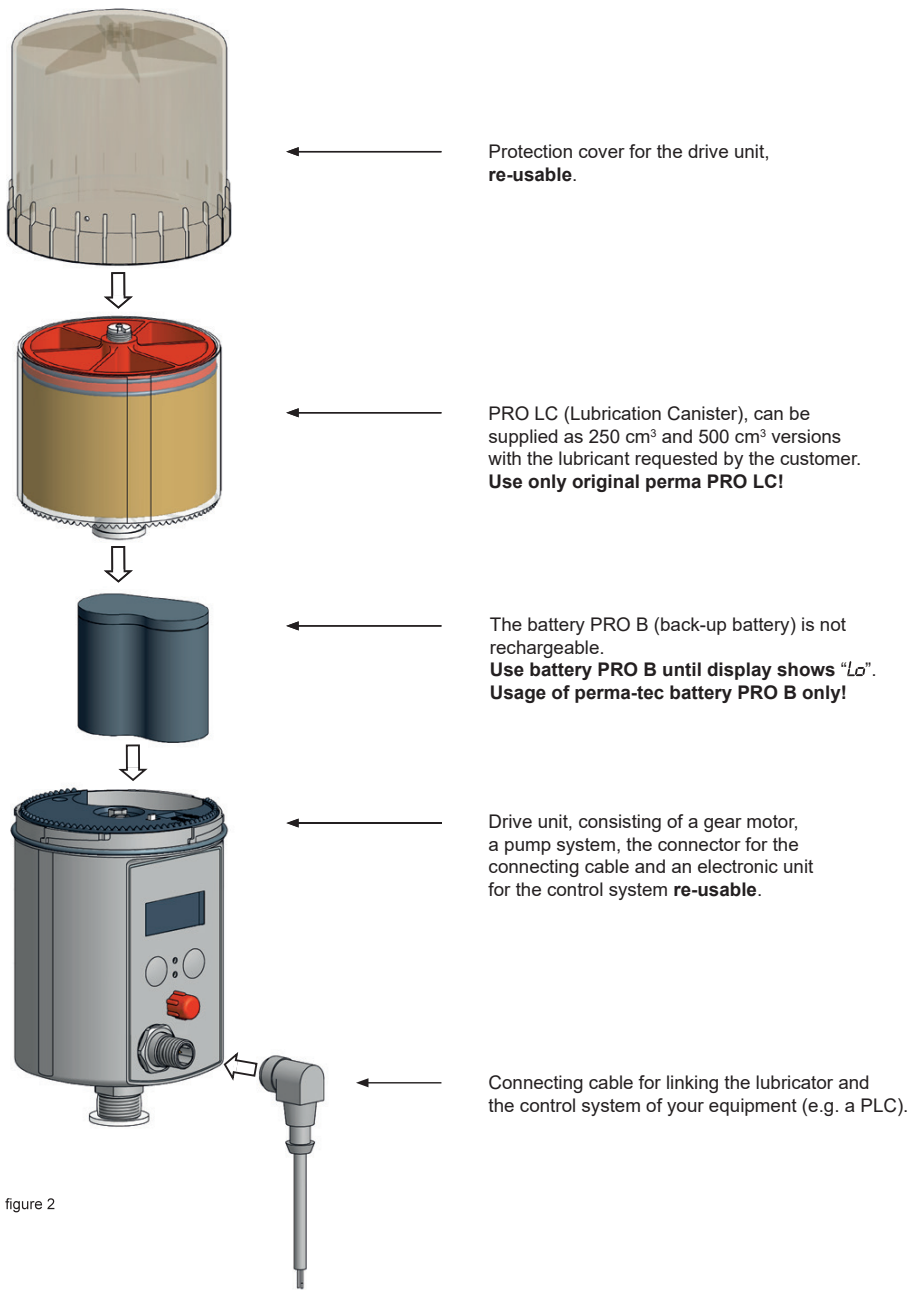 Protection cover for the drive unit,
re-usable.
PRO LC (Lubrication Canister), can be
supplied as 250 cm³ and 500 cm³ versions
with the lubricant requested by the customer.
Use only original perma PRO LC!
The battery PRO B (back-up battery) is not
rechargeable.
Use battery PRO B until display shows “Lo”.
Usage of perma-tec battery PRO B only!
Drive unit, consisting of a gear motor,
a pump system, the connector for the
connecting cable and an electronic unit
for the control system re-usable.
Connecting cable for linking the lubricator and
the control system of your equipment (e.g. a PLC).
figure 2